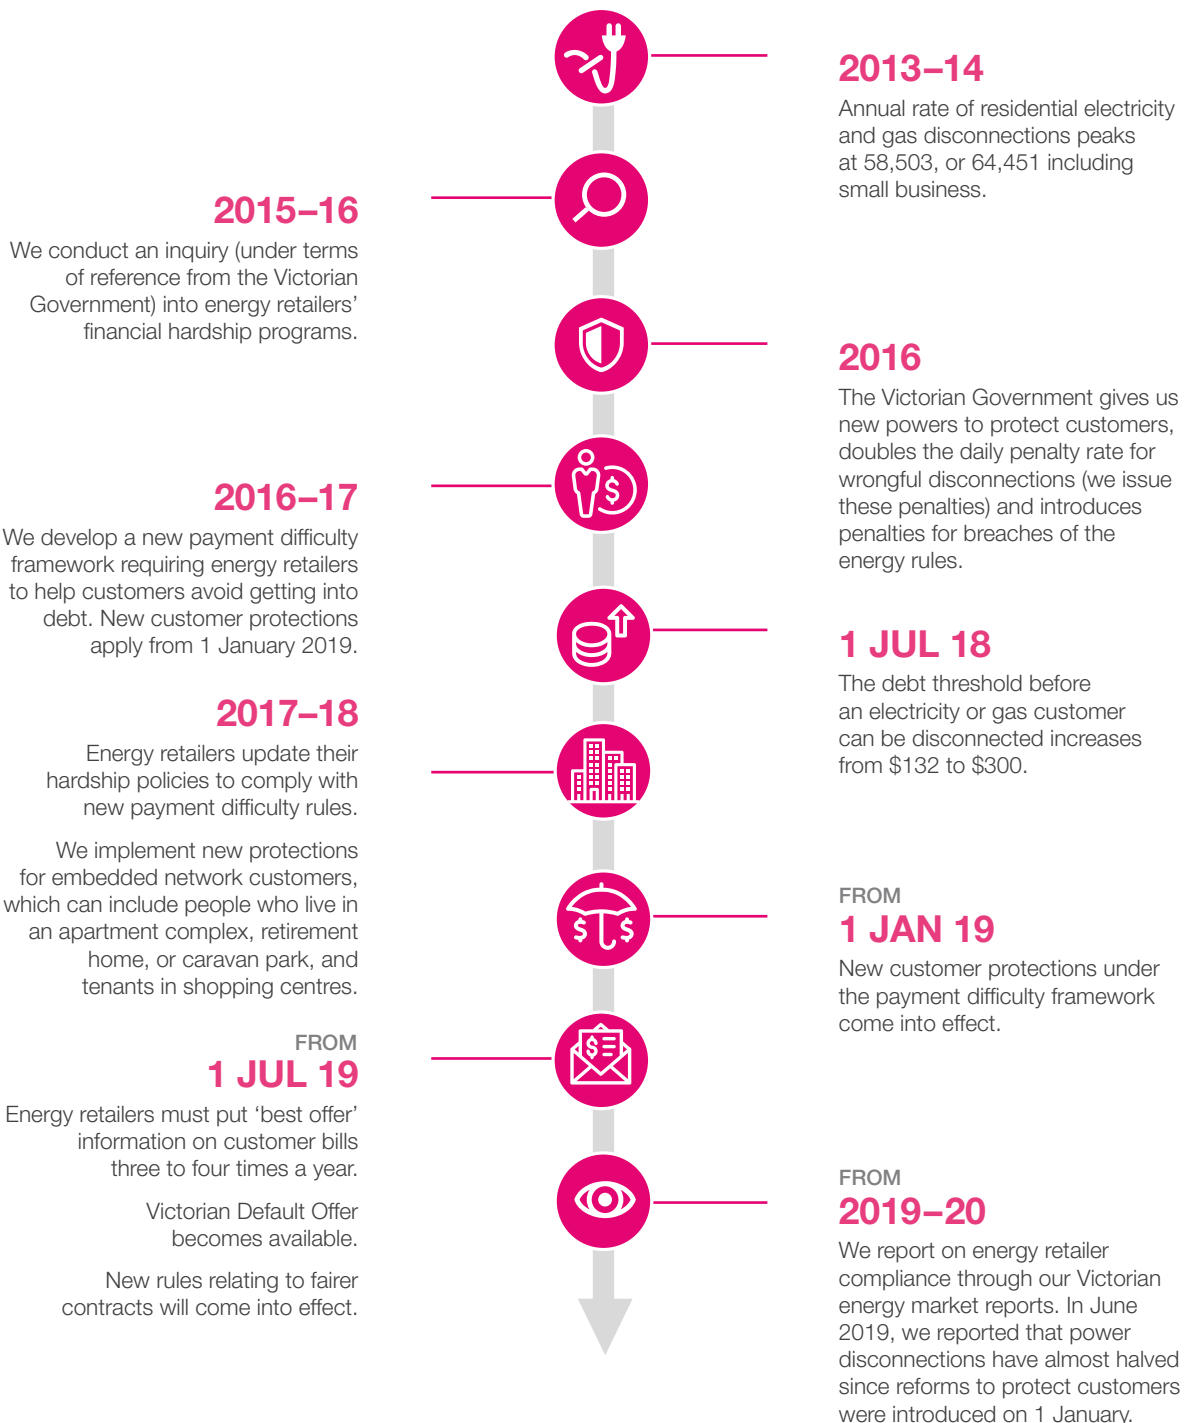 2013–14
Annual rate of residential electricity
and gas disconnections peaks
at 58,503, or 64,451 including
small business.
2015–16
We conduct an inquiry (under terms
of reference from the Victorian
Government) into energy retailers’
financial hardship programs.
2016
The Victorian Government gives us
new powers to protect customers,
doubles the daily penalty rate for
wrongful disconnections (we issue
these penalties) and introduces
penalties for breaches of the
energy rules.
2016–17
We develop a new payment difficulty
framework requiring energy retailers
to help customers avoid getting into
debt. New customer protections
apply from 1 January 2019.
1 JUL 18
The debt threshold before
an electricity or gas customer
can be disconnected increases
from $132 to $300.
2017–18
Energy retailers update their
hardship policies to comply with
new payment difficulty rules.
We implement new protections
for embedded network customers,
which can include people who live in
an apartment complex, retirement
home, or caravan park, and
tenants in shopping centres.
FROM
1 JAN 19
New customer protections under
the payment difficulty framework
come into effect.
FROM
1 JUL 19
Energy retailers must put ‘best offer’
information on customer bills
three to four times a year.
Victorian Default Offer
becomes available.
New rules relating to fairer
contracts will come into effect.
FROM
2019–20
We report on energy retailer
compliance through our Victorian
energy market reports. In June
2019, we reported that power
disconnections have almost halved
since reforms to protect customers
were introduced on 1 January.